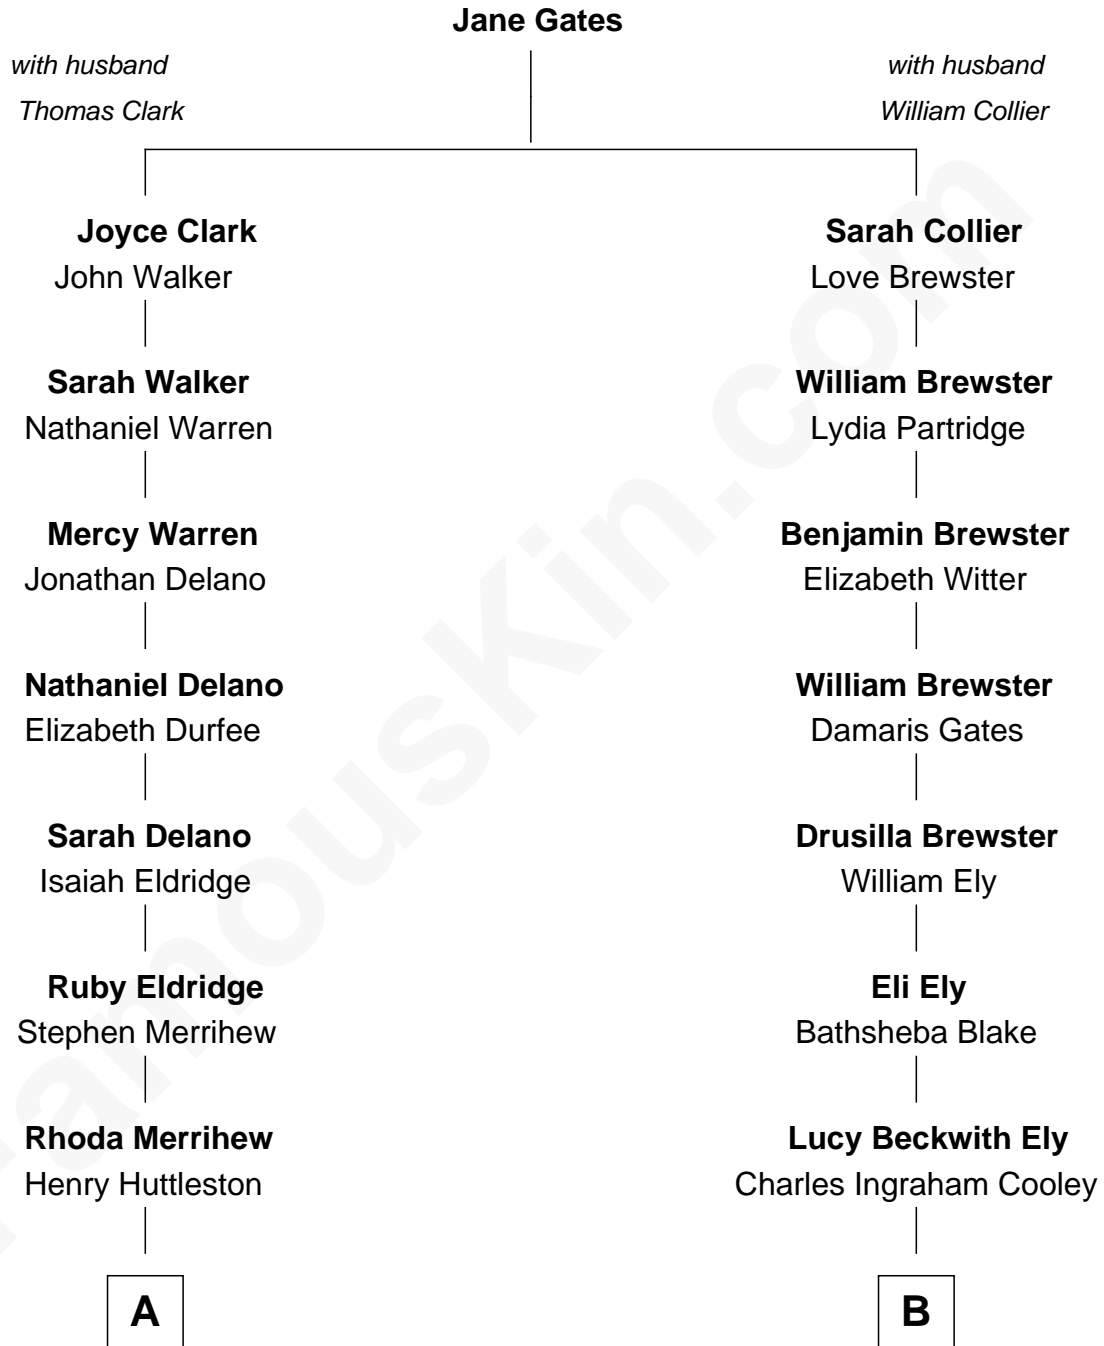 Jane Gates
with husband
Thomas Clark
with husband
William Collier
Joyce Clark
John Walker
Sarah Walker
Nathaniel Warren
Mercy Warren
Jonathan Delano
Nathaniel Delano
Elizabeth Durfee
Sarah Delano
Isaiah Eldridge
Ruby Eldridge
Stephen Merrihew
Rhoda Merrihew
Henry Huttleston
A
Sarah Collier
Love Brewster
William Brewster
Lydia Partridge
Benjamin Brewster
Elizabeth Witter
William Brewster
Damaris Gates
Drusilla Brewster
William Ely
Eli Ely
Bathsheba Blake
Lucy Beckwith Ely
Charles Ingraham Cooley
B
FamousKin.com